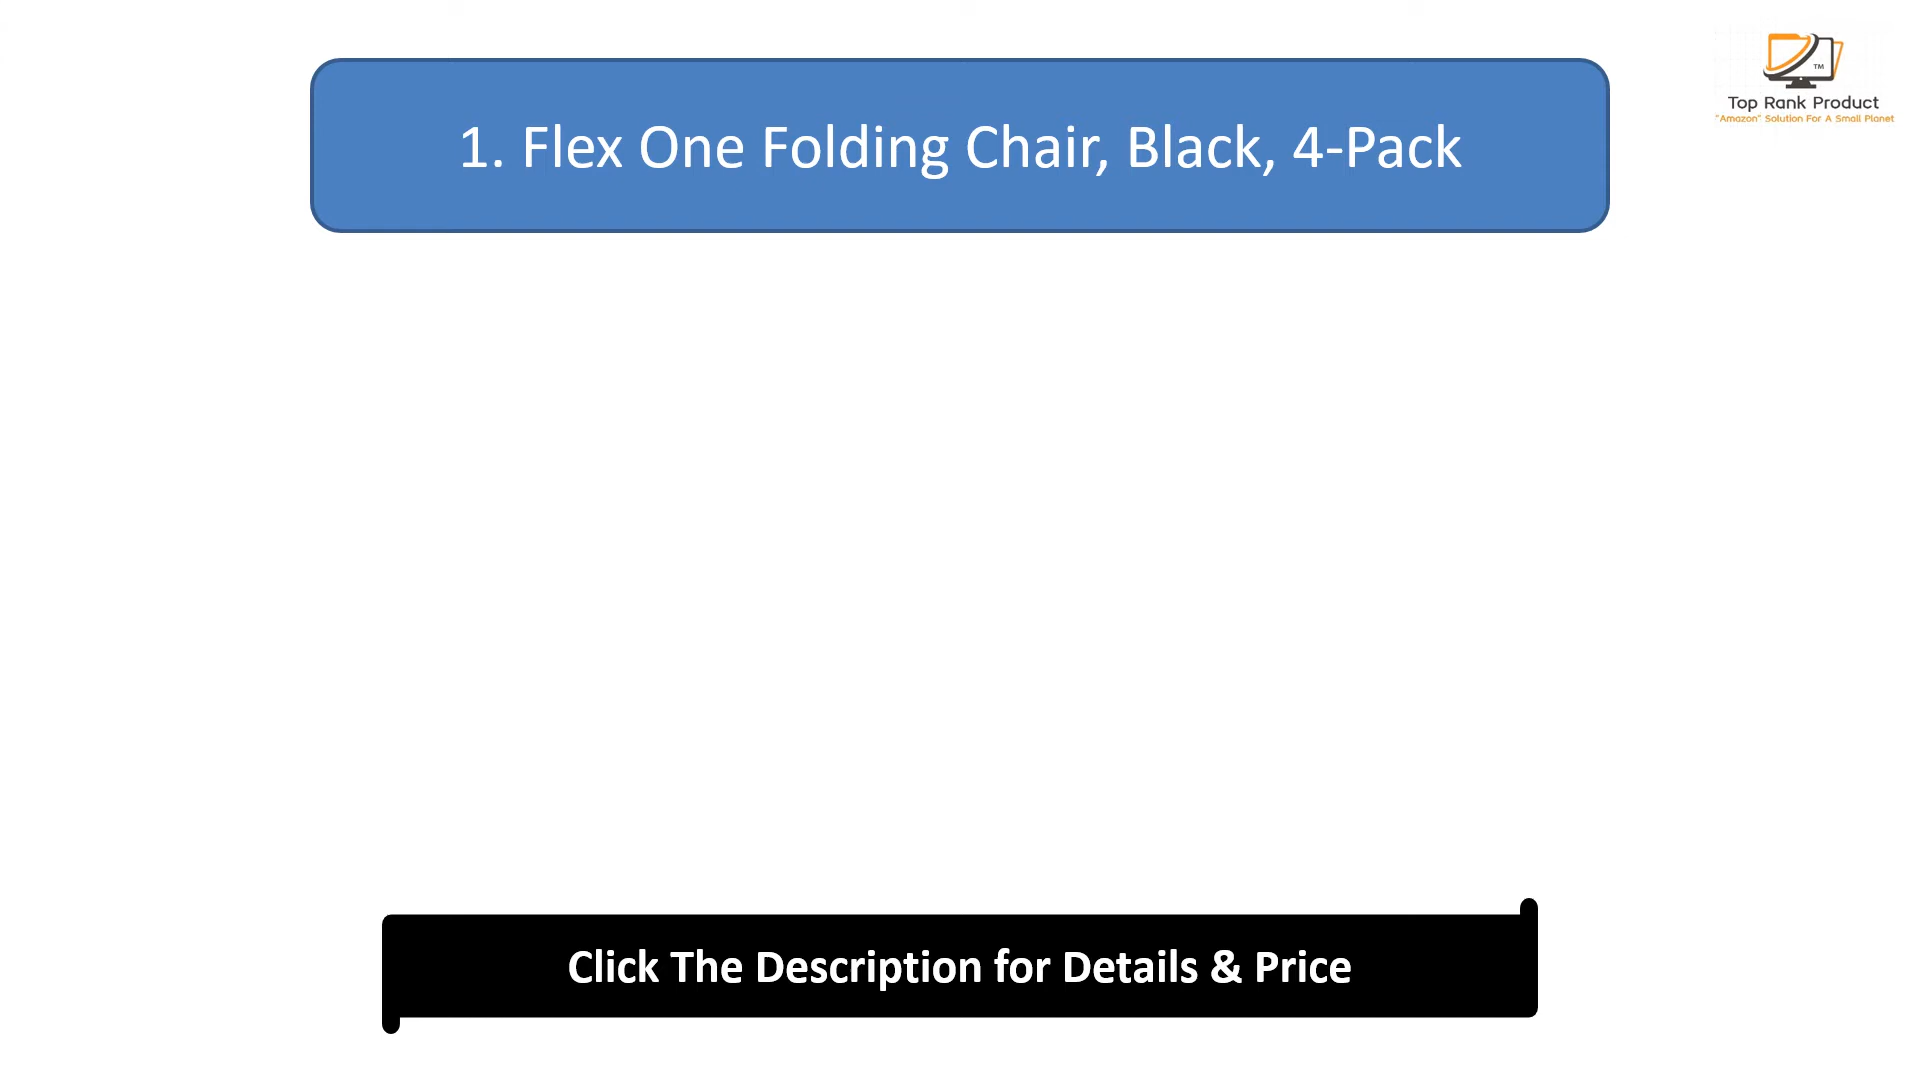 1. Flex One Folding Chair, Black, 4-Pack
TM
Top Rank Product
"Amazon" Solution For A Small Planet
Click The Description for Details & Price